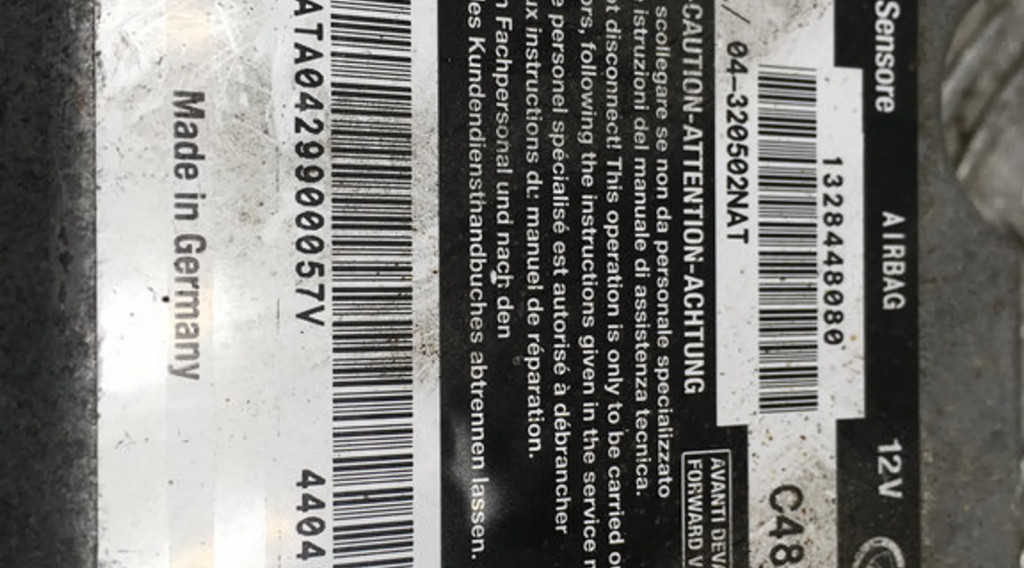 Sensore AIRBAG 12V
1328448080
C48
/ 04-320502NAT
CAUTION-ATTENTION-ACHTUNG
AVANTI
FORWARD
scollegare se non da personale specializzato
istruzioni del manuale di assistenza tecnica.
disconnect! This operation is only to be carried
following the instructions given in the service
personel spécialisé est autorisé à débrancher
instructions du manuel de réparation.
Fachpersonal und nach den
Kundendiensthandbuches abtrennen lassen.
ATA0429900057V 4404
Made in Germany